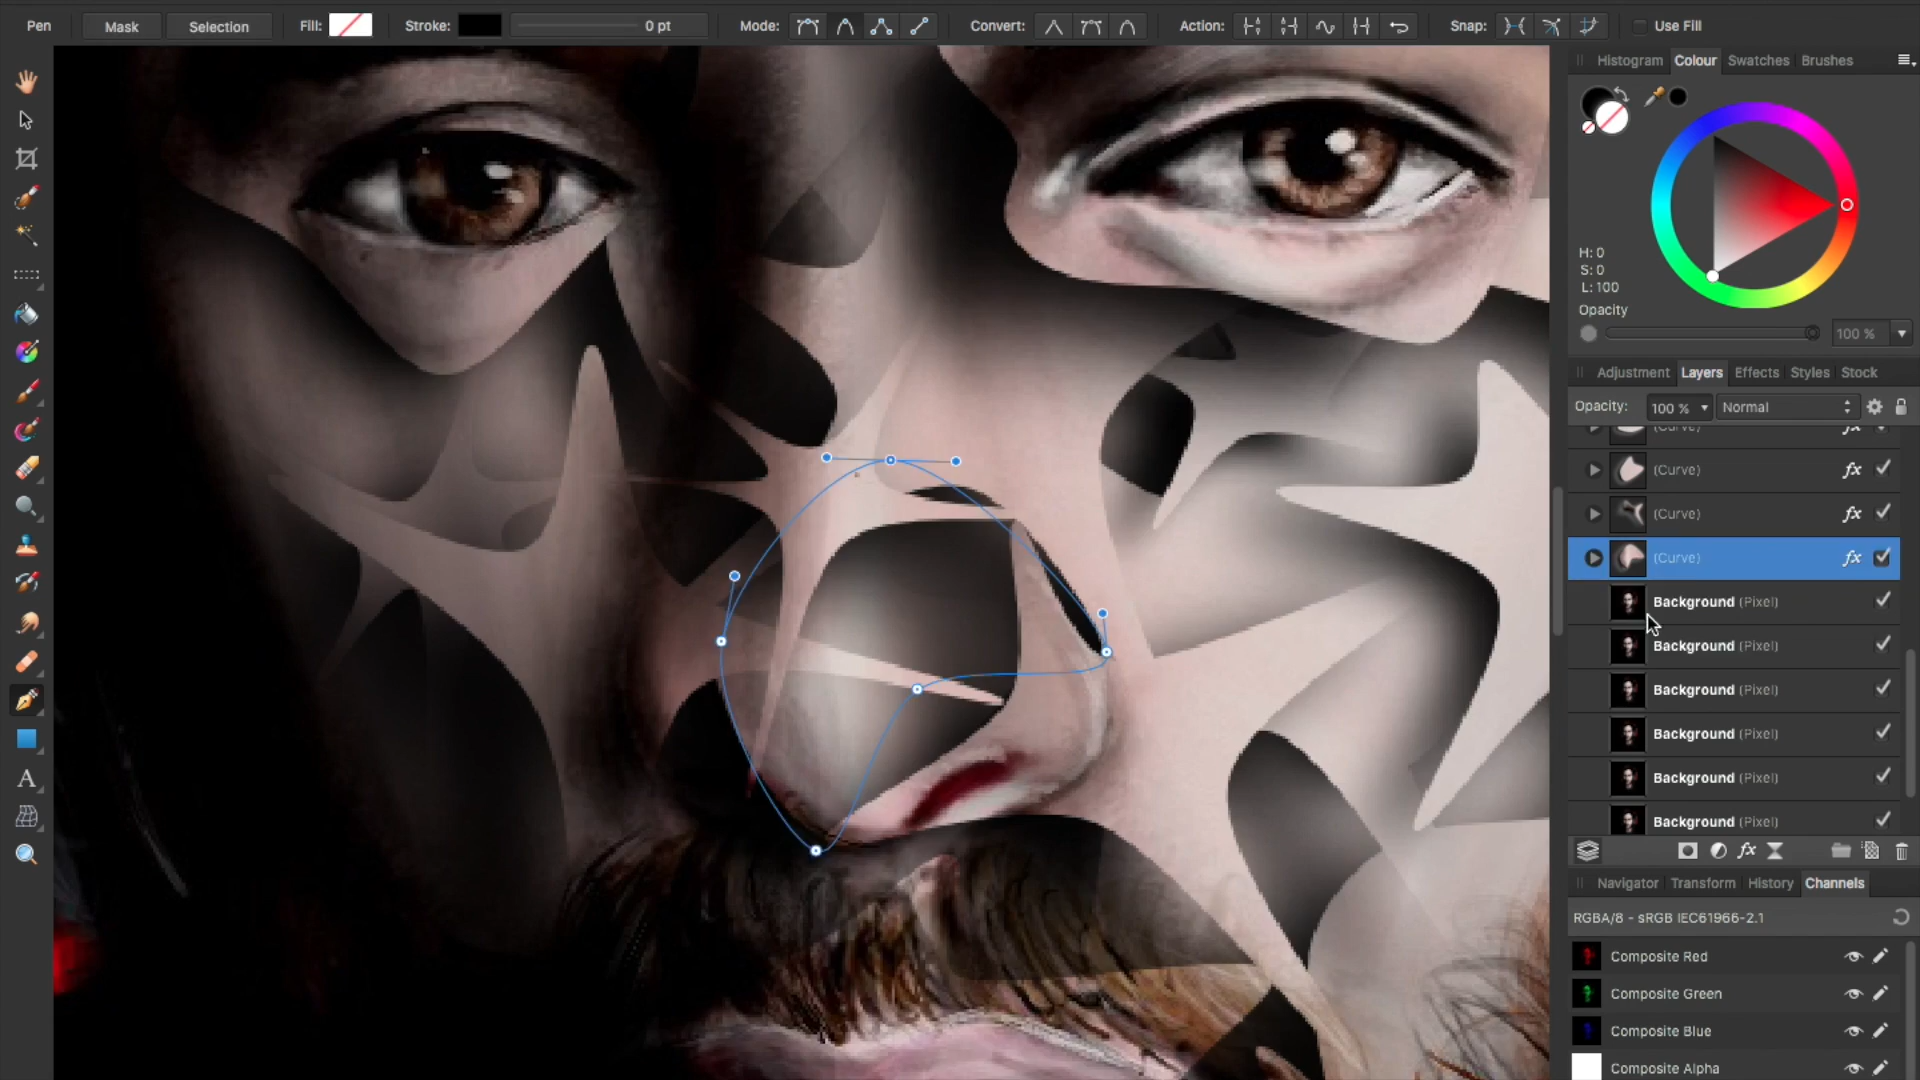 Pen Mask Selection Fill: Stroke: 0 pt Mode: Convert: Action: Snap: Use Fill
Histogram Colour Swatches Brushes
H: 0
S: 0
L: 100
Opacity
100 %
Adjustment Layers Effects Styles Stock
Opacity: 100 % Normal
(Curve) fx
(Curve) fx
(Curve) fx
(Curve) fx
Background (Pixel)
Background (Pixel)
Background (Pixel)
Background (Pixel)
Background (Pixel)
Background (Pixel)
fx
A
Navigator Transform History Channels
RGBA/8 - sRGB IEC61966-2.1
Composite Red
Composite Green
Composite Blue
Composite Alpha